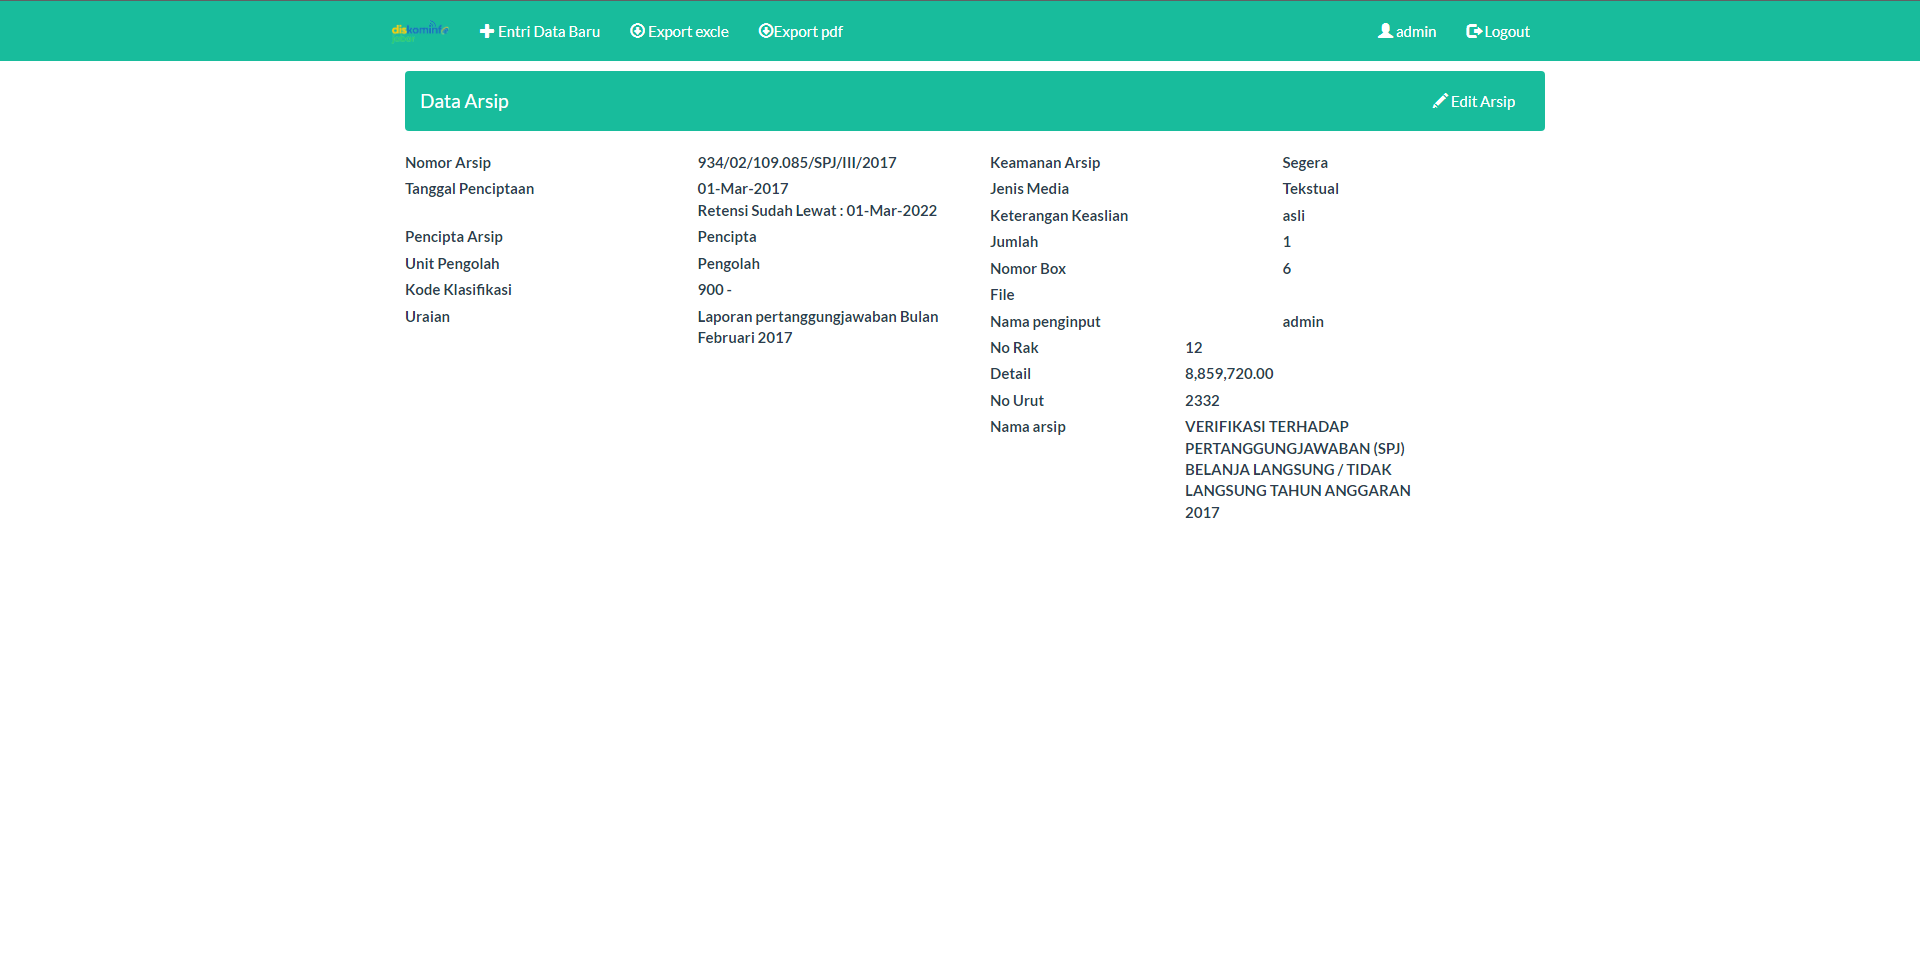 diskominfo
jabar
Entri Data Baru
Export excle
Export pdf
admin
Logout
Data Arsip
Edit Arsip
Nomor Arsip 934/02/109.085/SPJ/III/2017
Tanggal Penciptaan 01-Mar-2017
Retensi Sudah Lewat : 01-Mar-2022
Pencipta Arsip Pencipta
Unit Pengolah Pengolah
Kode Klasifikasi 900 -
Uraian Laporan pertanggungjawaban Bulan
Februari 2017
Keamanan Arsip Segera
Jenis Media Tekstual
Keterangan Keaslian asli
Jumlah 1
Nomor Box 6
File
Nama penginput admin
No Rak 12
Detail 8,859,720.00
No Urut 2332
Nama arsip VERIFIKASI TERHADAP
PERTANGGUNGJAWABAN (SPJ)
BELANJA LANGSUNG / TIDAK
LANGSUNG TAHUN ANGGARAN
2017